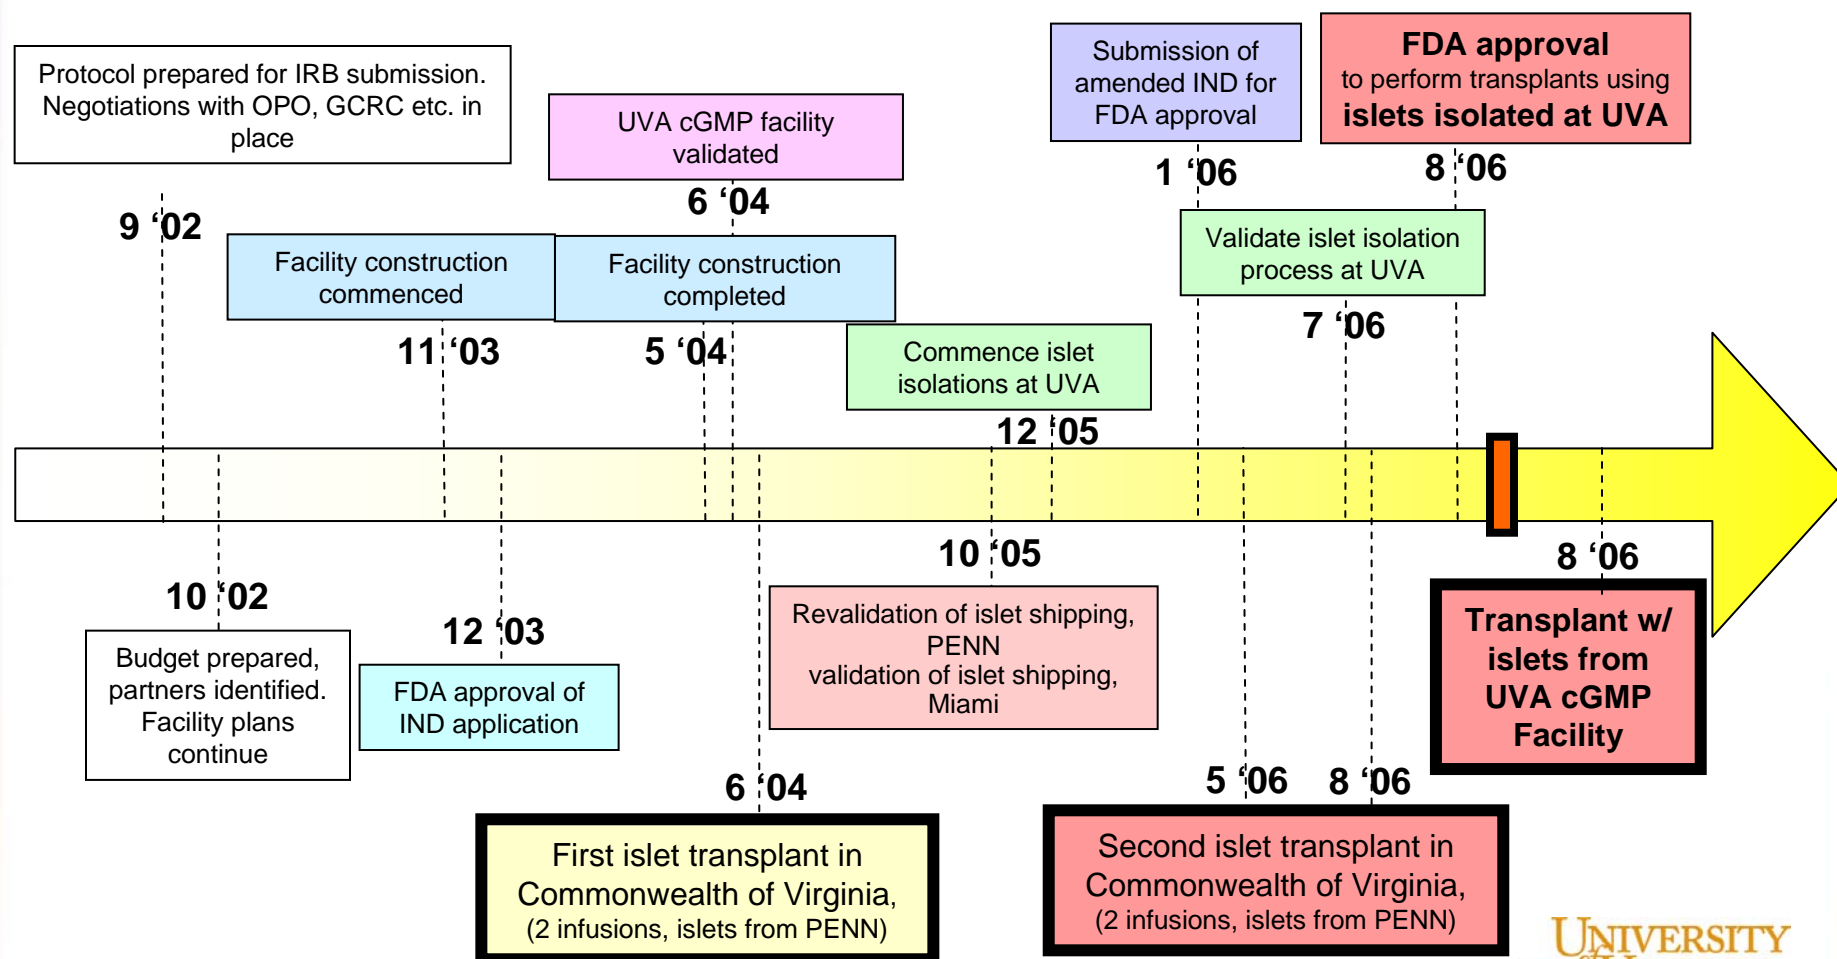 Protocol prepared for IRB submission.
Negotiations with OPO, GCRC etc. in
place
9 ‘02
Facility construction
commenced
11 ‘03
UVA cGMP facility
validated
6 ‘04
Facility construction
completed
5 ‘04
Commence islet
isolations at UVA
12 ‘05
Submission of
amended IND for
FDA approval
1 ‘06
FDA approval
to perform transplants using
islets isolated at UVA
8 ‘06
Validate islet isolation
process at UVA
7 ‘06
10 ‘02
Budget prepared,
partners identified.
Facility plans
continue
12 ‘03
FDA approval of
IND application
6 ‘04
First islet transplant in
Commonwealth of Virginia,
(2 infusions, islets from PENN)
10 ‘05
Revalidation of islet shipping,
PENN
validation of islet shipping,
Miami
5 ‘06 8 ‘06
Second islet transplant in
Commonwealth of Virginia,
(2 infusions, islets from PENN)
8 ‘06
Transplant w/
islets from
UVA cGMP
Facility
UNIVERSITY